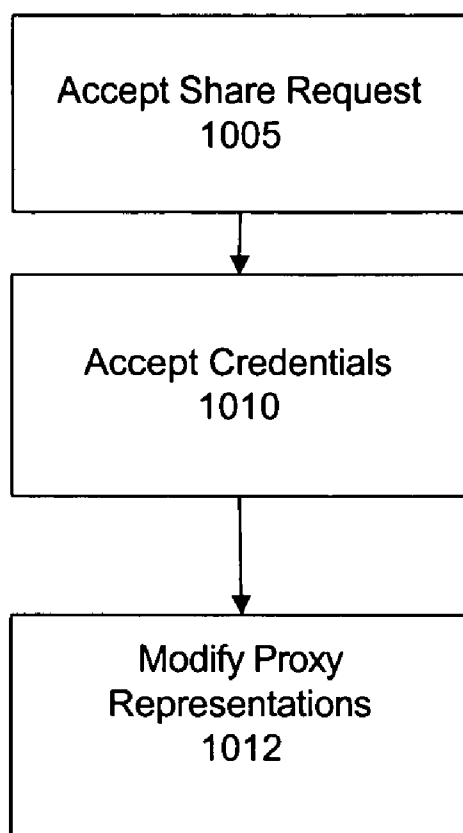 Accept Share Request
1005
Accept Credentials
1010
Modify Proxy
Representations
1012